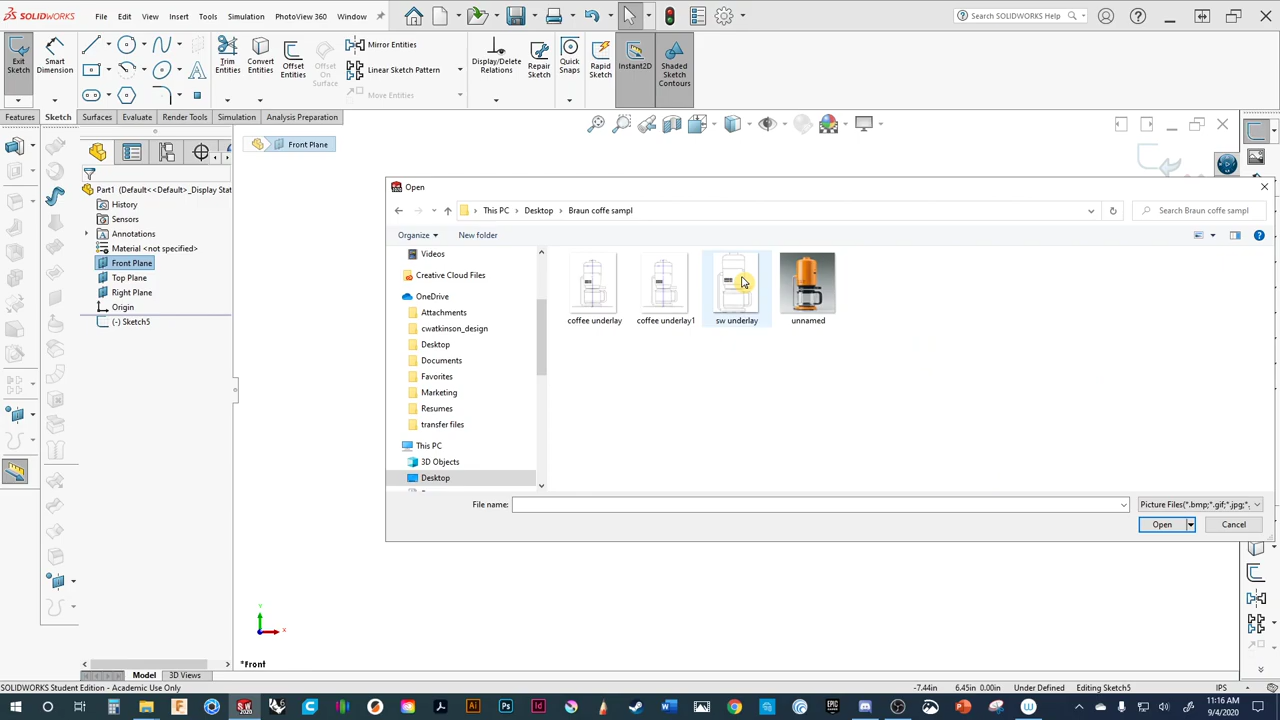 SOLIDWORKS File Edit View Insert Tools Simulation PhotoView 360 Window
Search SOLIDWORKS Help
Exit Sketch
Smart Dimension
Trim Entities
Convert Entities
Offset Entities
Offset On Surface
Mirror Entities
Linear Sketch Pattern
Move Entities
Display/Delete Relations
Repair Sketch
Quick Snaps
Rapid Sketch
Instant2D
Shaded Sketch Contours
Features Sketch Surfaces Evaluate Render Tools Simulation Analysis Preparation
Front Plane
Part1 (Default<<Default>_Display Stat
History
Sensors
Annotations
Material <not specified>
Front Plane
Top Plane
Right Plane
Origin
(-) Sketch5
Open
This PC > Desktop > Braun coffe sampl
Search Braun coffe sampl
Organize New folder
Videos
Creative Cloud Files
OneDrive
Attachments
cwatkinson_design
Desktop
Documents
Favorites
Marketing
Resumes
transfer files
This PC
3D Objects
Desktop
coffee underlay
coffee underlay1
sw underlay
unnamed
File name:
Picture Files(*.bmp;*.gif;*.jpg;*.
Open Cancel
Y
X
*Front
Model 3D Views
SOLIDWORKS Student Edition - Academic Use Only
-7.44in 6.45in 0.00in Under Defined Editing Sketch5 IPS
11:16 AM
9/4/2020